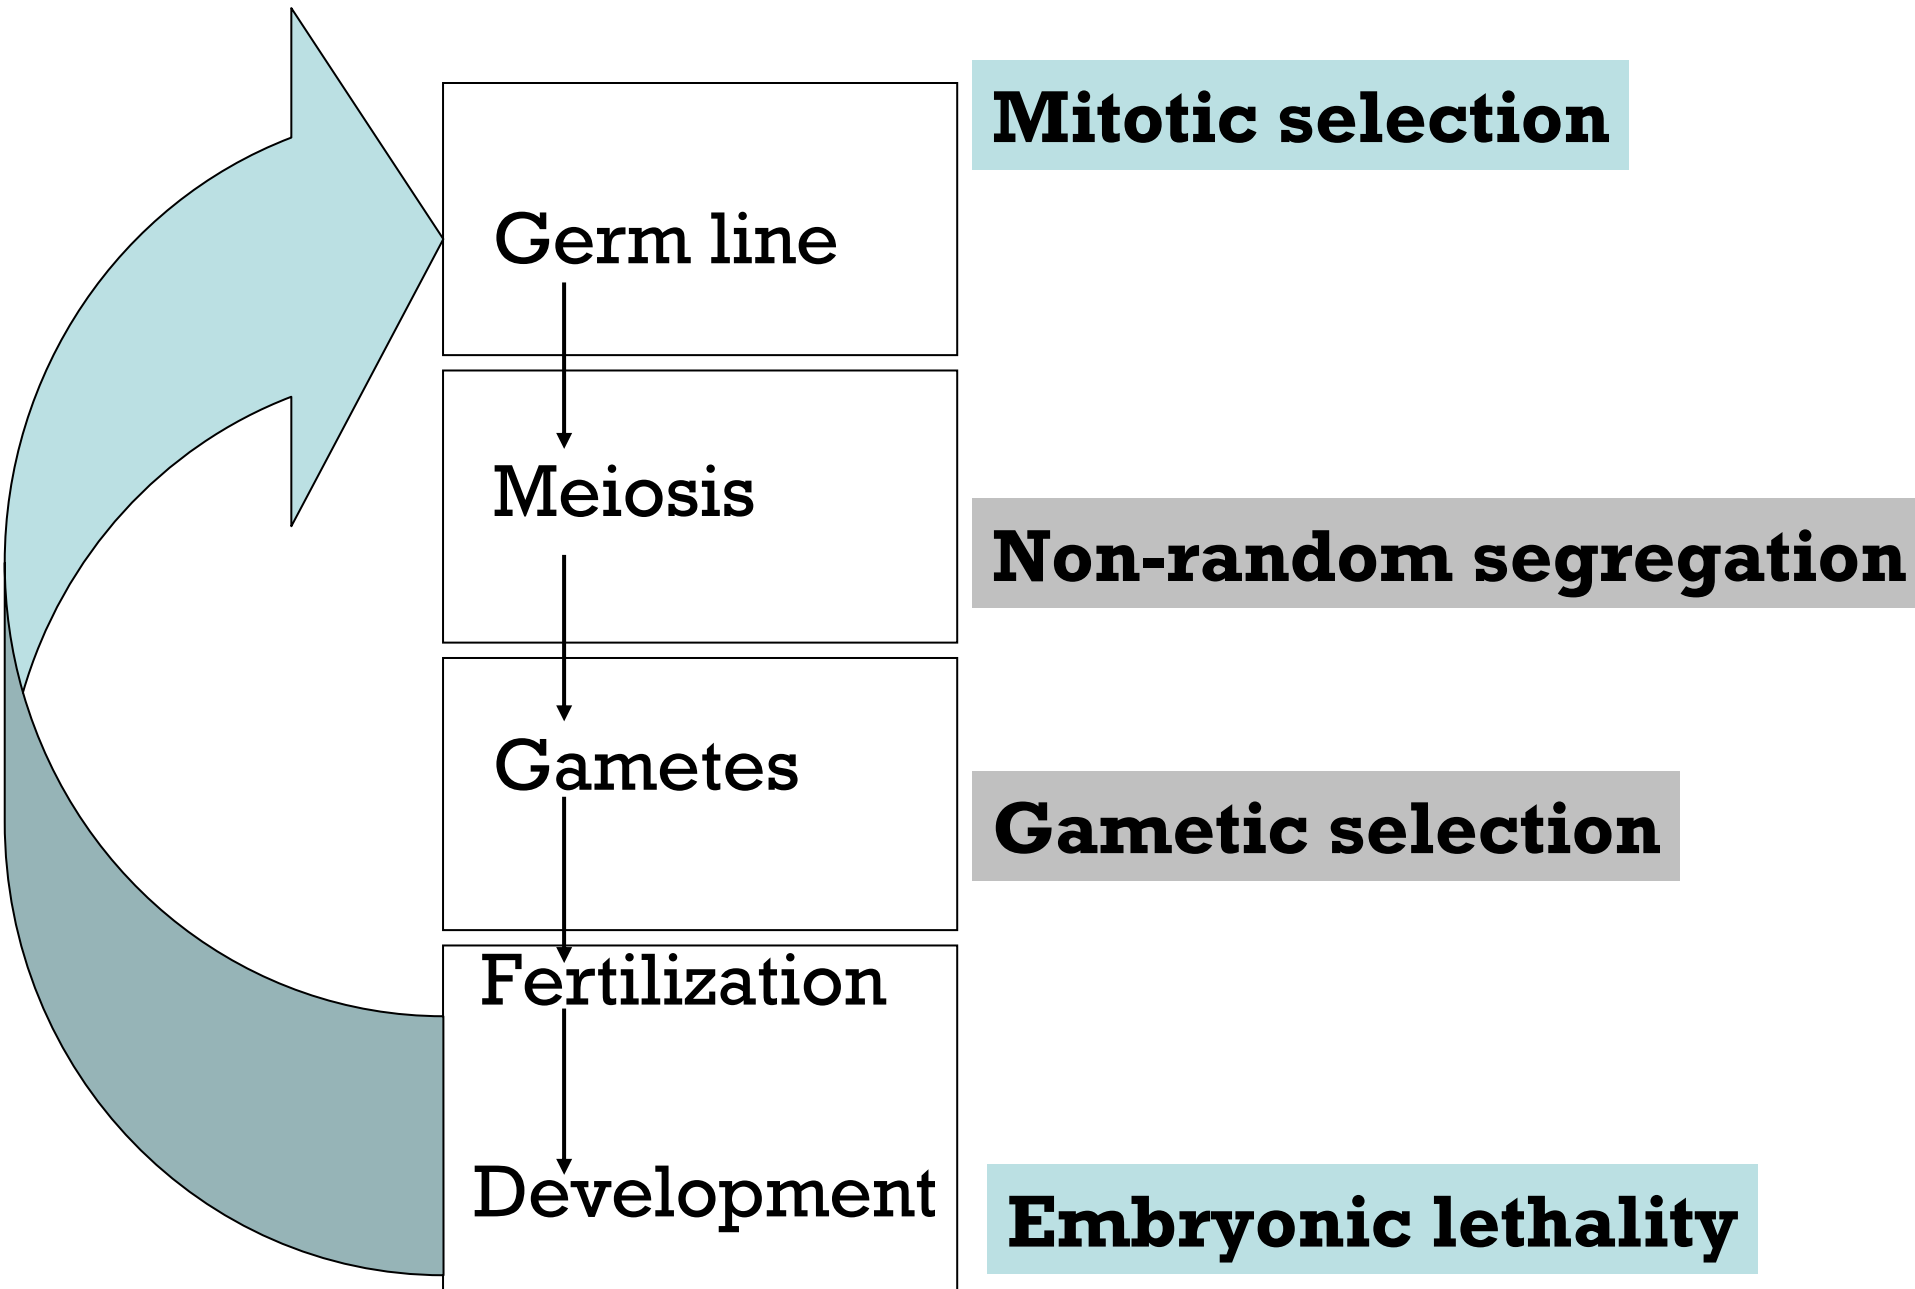 Mitotic selection
Germ line
Meiosis
Non-random segregation
Gametes
Gametic selection
Fertilization
Development
Embryonic lethality